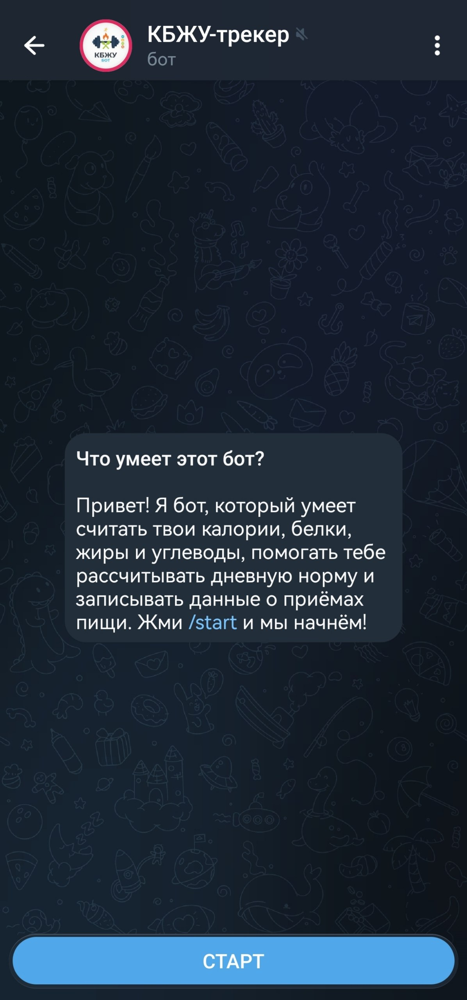 КБЖУ-трекер
бот
КБЖУ
БОТ
Что умеет этот бот?
Привет! Я бот, который умеет
считать твои калории, белки,
жиры и углеводы, помогать тебе
рассчитывать дневную норму и
записывать данные о приёмах
пищи. Жми /start и мы начнём!
СТАРТ